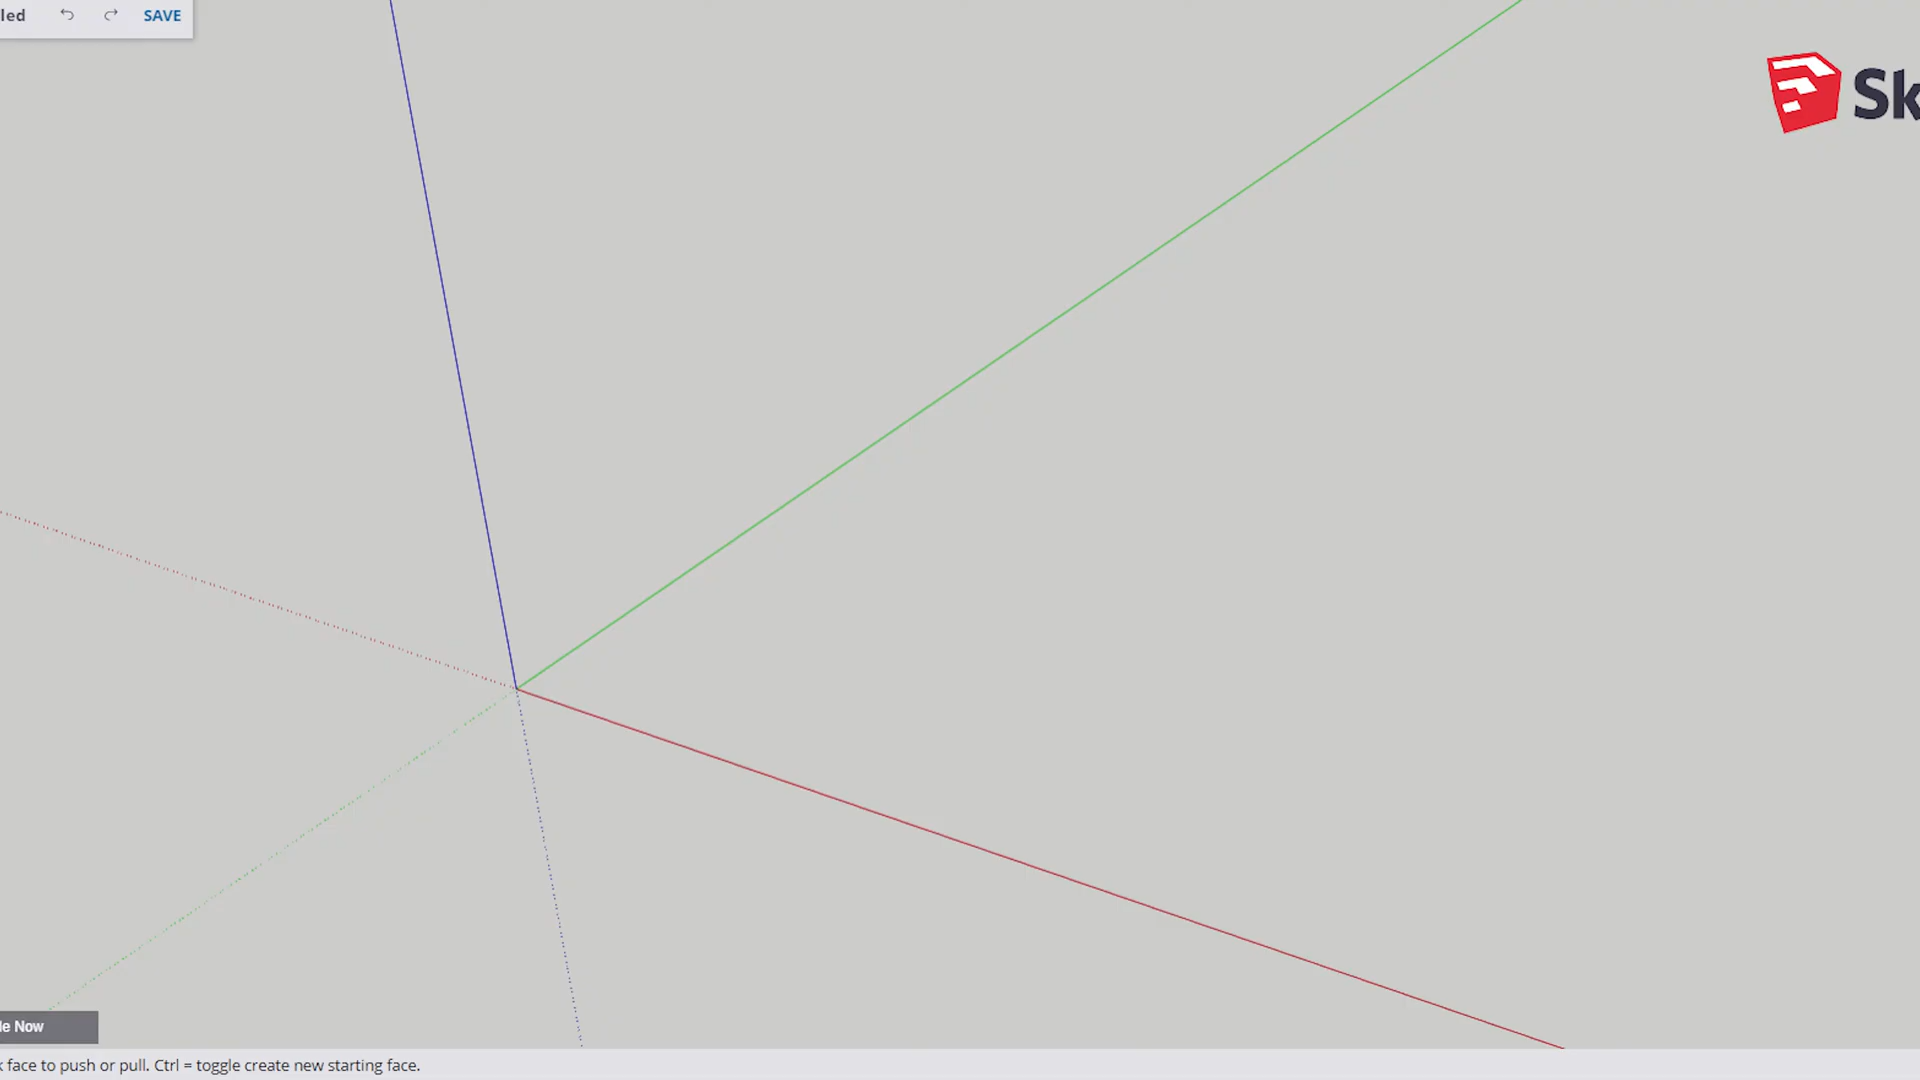 led SAVE
Sk
le Now
face to push or pull. Ctrl = toggle create new starting face.